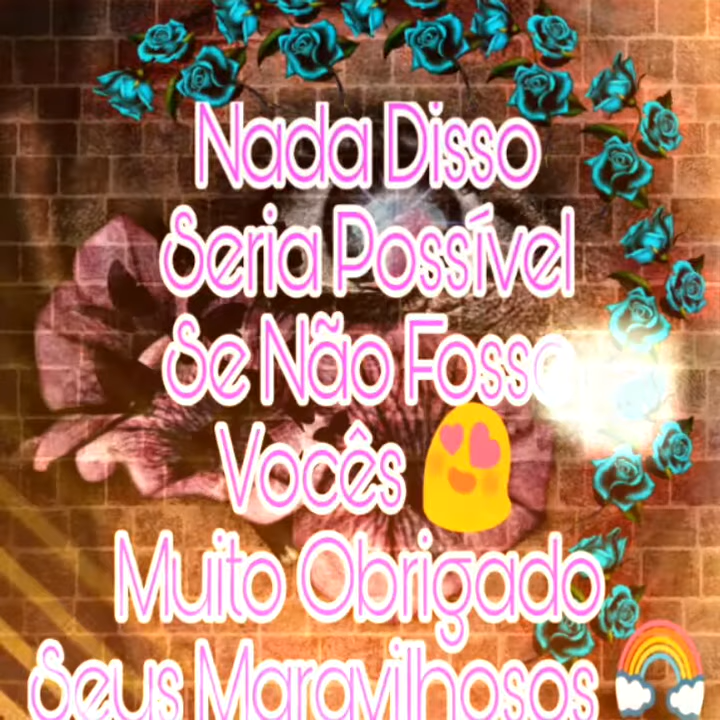 Nada Disso
Seria Possível
Se Não Fosse
Vocês 😍
Muito Obrigado
Seus Maravilhosos 🌈